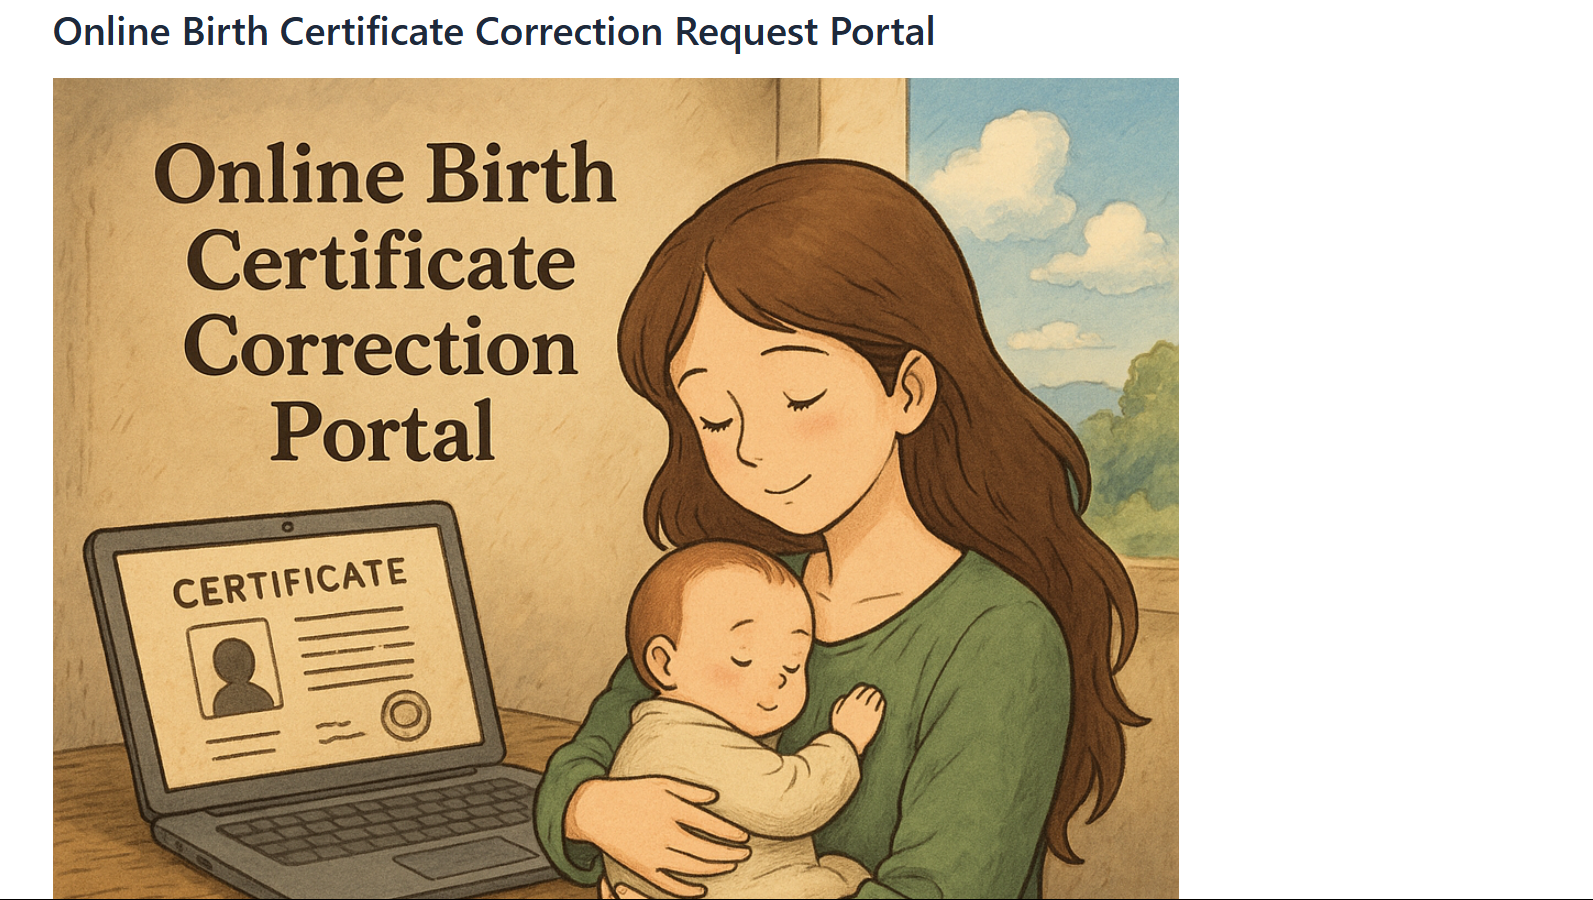 Online Birth Certificate Correction Request Portal
Online Birth
Certificate
Correction
Portal
CERTIFICATE